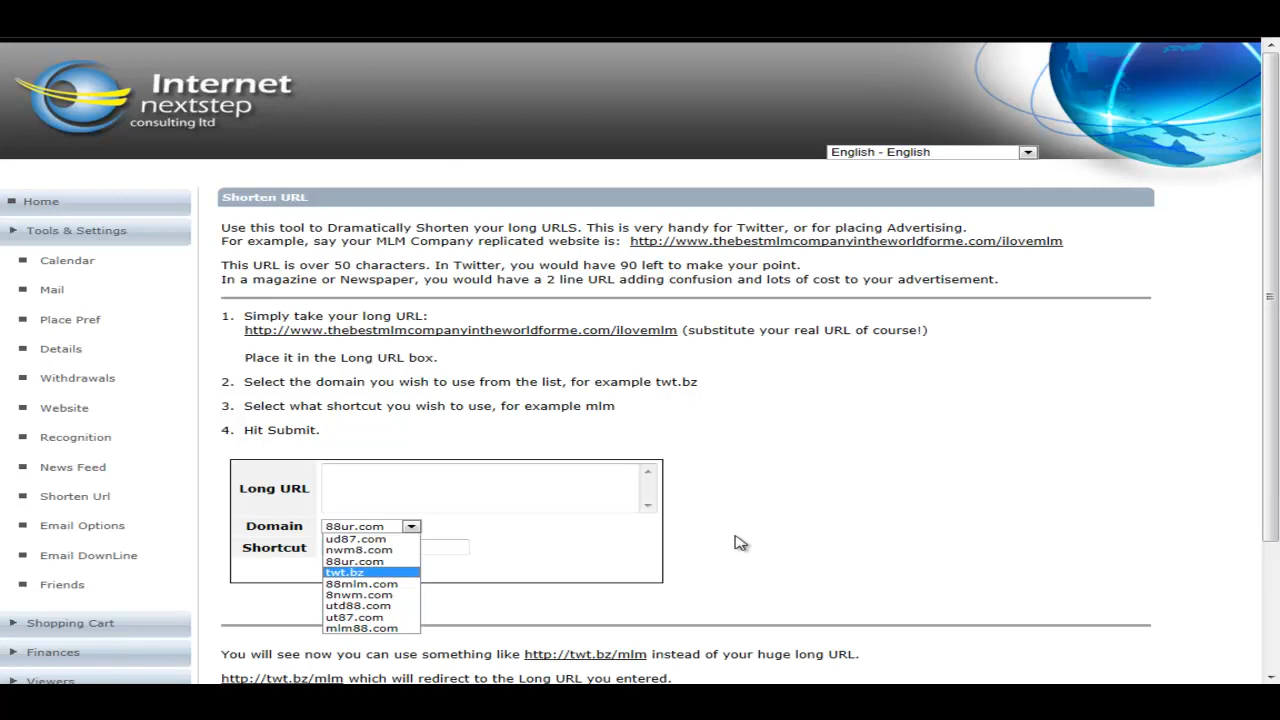 Internet
nextstep
consulting ltd
English - English
Home
Tools & Settings
Calendar
Mail
Place Pref
Details
Withdrawals
Website
Recognition
News Feed
Shorten Url
Email Options
Email DownLine
Friends
Shopping Cart
Finances
Viewers
Shorten URL
Use this tool to Dramatically Shorten your long URLS. This is very handy for Twitter, or for placing Advertising.
For example, say your MLM Company replicated website is: http://www.thebestmlmcompanyintheworldforme.com/ilovemlm
This URL is over 50 characters. In Twitter, you would have 90 left to make your point.
In a magazine or Newspaper, you would have a 2 line URL adding confusion and lots of cost to your advertisement.
1. Simply take your long URL:
http://www.thebestmlmcompanyintheworldforme.com/ilovemlm (substitute your real URL of course!)
Place it in the Long URL box.
2. Select the domain you wish to use from the list, for example twt.bz
3. Select what shortcut you wish to use, for example mlm
4. Hit Submit.
Long URL
Domain 88ur.com
Shortcut
ud87.com
nwm8.com
88ur.com
twt.bz
88mlm.com
8nwm.com
utd88.com
ut87.com
mlm88.com
You will see now you can use something like http://twt.bz/mlm instead of your huge long URL.
http://twt.bz/mlm which will redirect to the Long URL you entered.